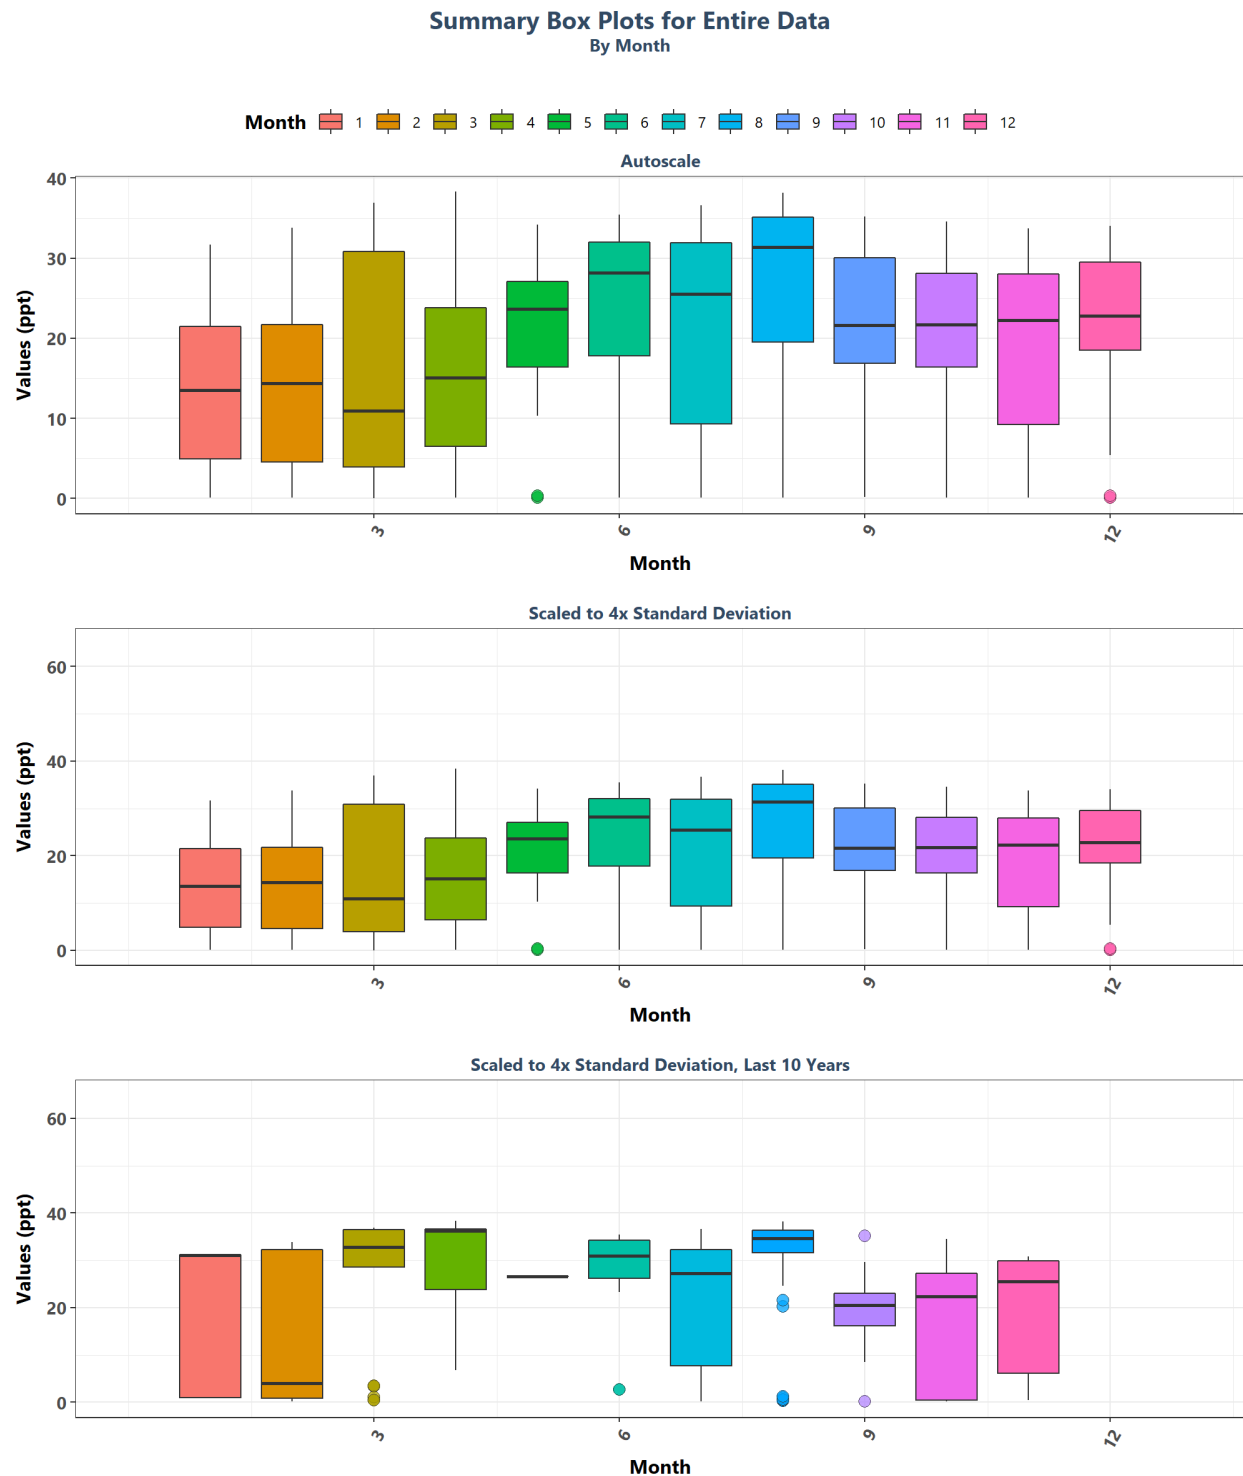 Summary Box Plots for Entire Data
By Month
Month 1 2 3 4 5 6 7 8 9 10 11 12
Autoscale
40
30
20
10
0
Values (ppt)
3 6 9 12
Month
Scaled to 4x Standard Deviation
60
40
20
0
Values (ppt)
3 6 9 12
Month
Scaled to 4x Standard Deviation, Last 10 Years
60
40
20
0
Values (ppt)
3 6 9 12
Month